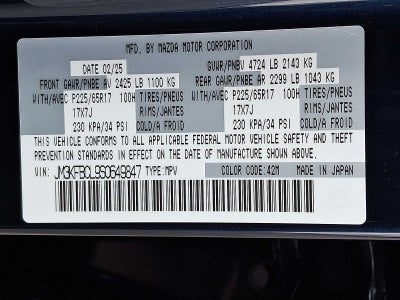 MFD. BY MAZDA MOTOR CORPORATION
DATE 02/25 GVWR/PNBV 4724 LB 2143 KG
FRONT GAWR/PNBE AV 2425 LB 1100 KG REAR GAWR/PNBE AR 2299 LB 1043 KG
WITH/AVEC P225/65R17 100H TIRES/PNEUS WITH/AVEC P225/65R17 100H TIRES/PNEUS
17X7J RIMS/JANTES 17X7J RIMS/JANTES
230 KPA/34 PSI COLD/A FROID 230 KPA/34 PSI COLD/A FROID
THIS VEHICLE CONFORMS TO ALL APPLICABLE FEDERAL MOTOR VEHICLE SAFETY AND THEFT
PREVENTION STANDARDS IN EFFECT ON THE DATE OF MANUFACTURE SHOWN ABOVE.
VIN: JM3KFBCL9S0649847 TYPE:MPV COLOR CODE:42M MADE IN JAPAN